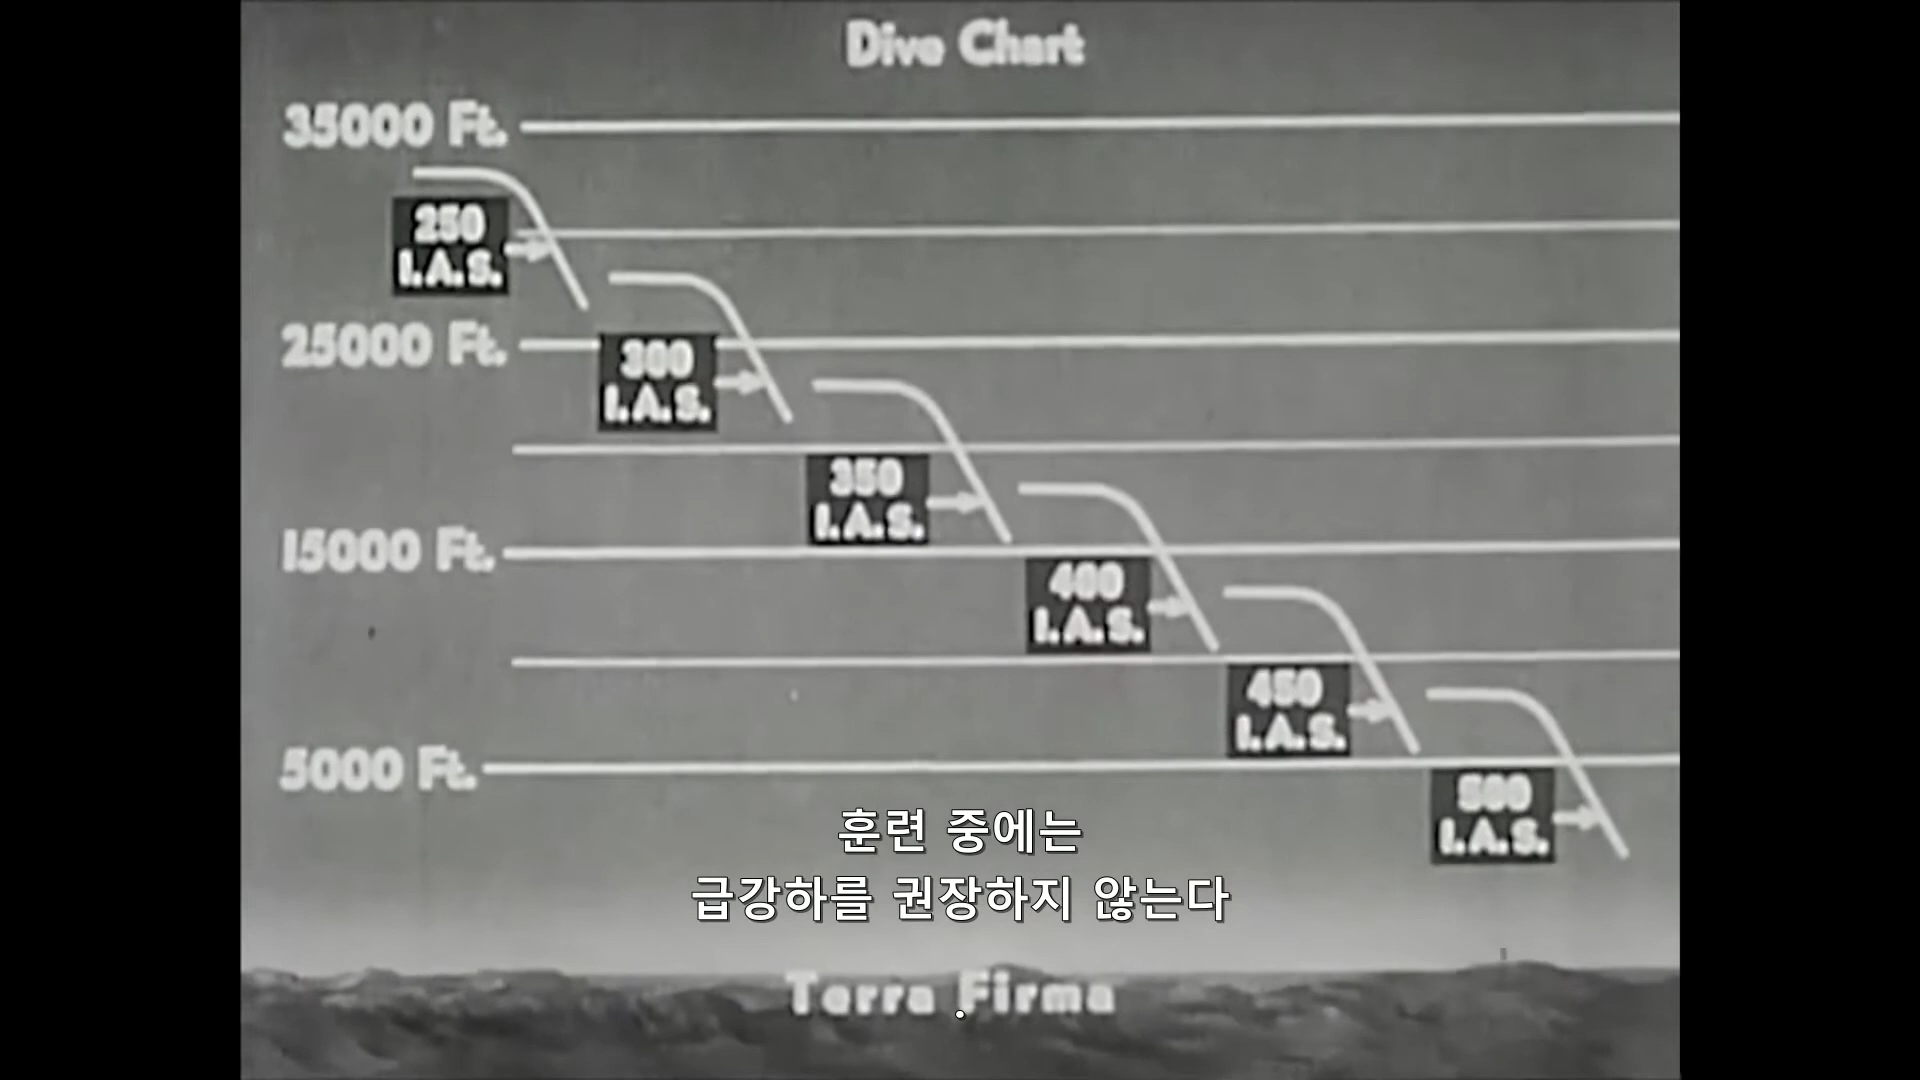 Dive Chart
35000 Ft.
250
I.A.S.
25000 Ft.
300
I.A.S.
350
I.A.S.
15000 Ft.
400
I.A.S.
450
I.A.S.
5000 Ft.
500
I.A.S.
훈련 중에는
급강하를 권장하지 않는다
Terra Firma